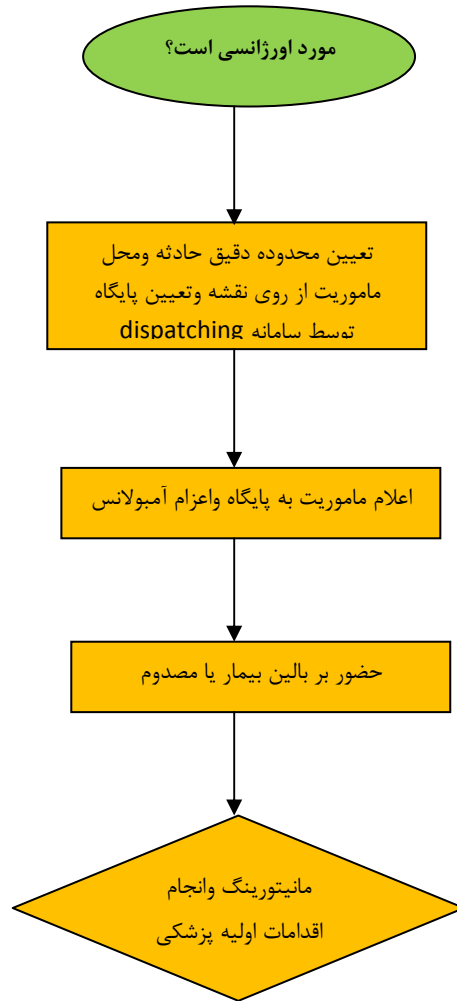 مورد اورژانسی است؟
تعیین محدوده دقیق حادثه ومحل
ماموریت از روی نقشه وتعیین پایگاه
توسط سامانه dispatching
اعلام ماموریت به پایگاه واعزام آمبولانس
حضور بر بالین بیمار یا مصدوم
مانیتورینگ وانجام
اقدامات اولیه پزشکی